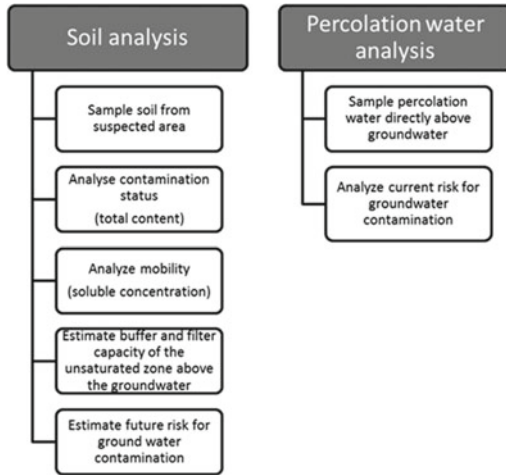 Soil analysis
Sample soil from
suspected area
Analyse contamination
status
(total content)
Analyze mobility
(soluble concentration)
Estimate buffer and filter
capacity of the
unsaturated zone above
the groundwater
Estimate future risk for
ground water
contamination
Percolation water
analysis
Sample percolation
water directly above
groundwater
Analyze current risk for
groundwater
contamination